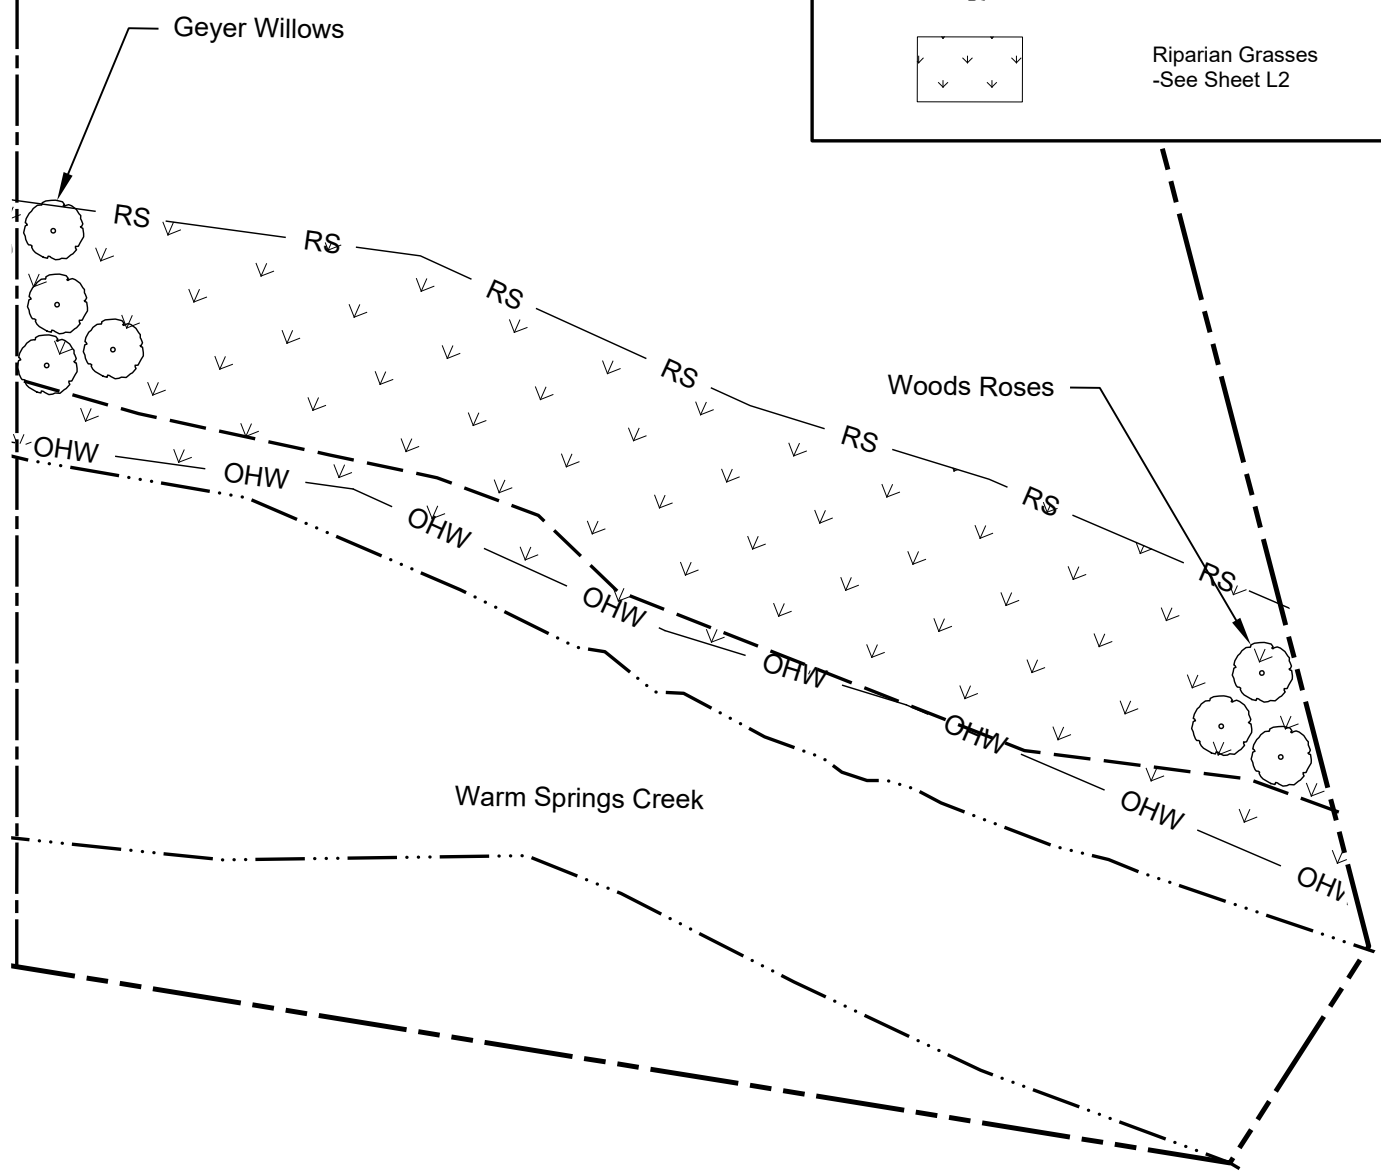 Geyer Willows
Riparian Grasses
-See Sheet L2
RS
RS
RS
RS
Woods Roses
RS
RS
RS
OHW
OHW
OHW
OHW
OHW
OHW
OHW
Warm Springs Creek